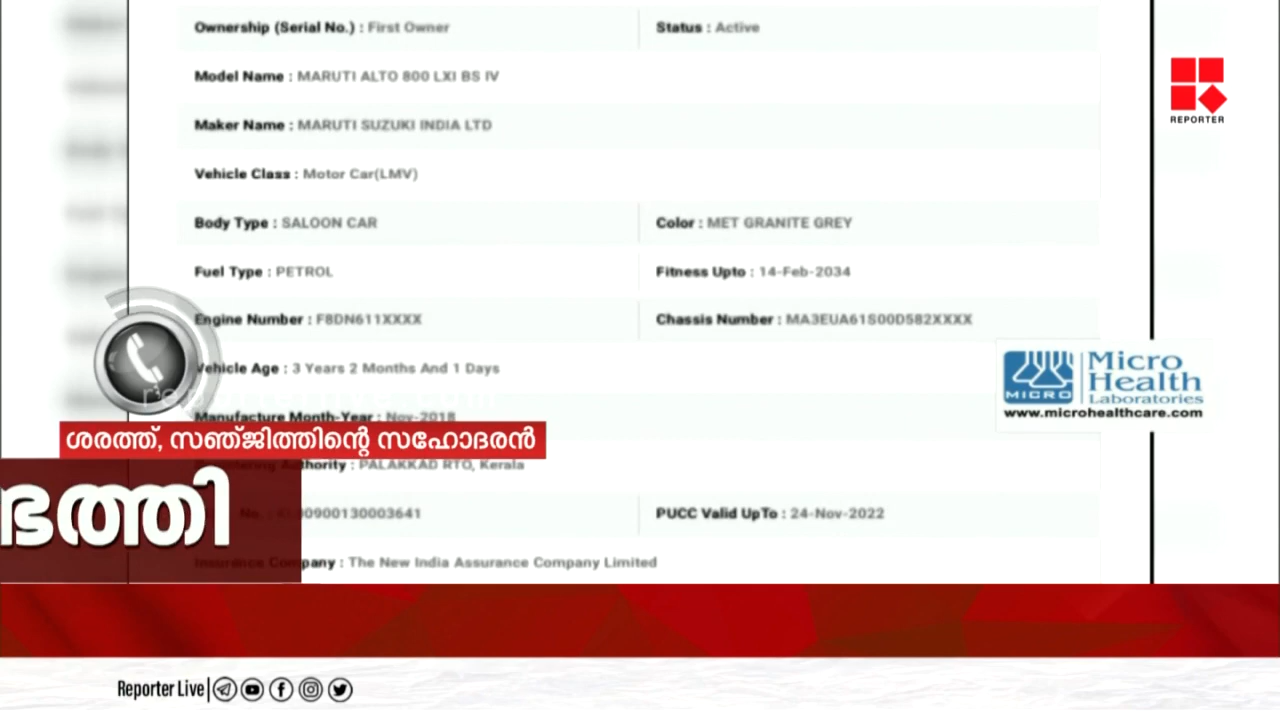 Ownership (Serial No.) : First Owner Status : Active
Model Name : MARUTI ALTO 800 LXI BS IV
REPORTER
Maker Name : MARUTI SUZUKI INDIA LTD
Vehicle Class : Motor Car(LMV)
Body Type : SALOON CAR Color : MET GRANITE GREY
Fuel Type : PETROL Fitness Upto : 14-Feb-2034
Engine Number : F8DN611XXXX Chassis Number : MA3EUA61S00D582XXXX
Vehicle Age : 3 Years 2 Months And 1 Days
MICRO
Micro
Health
Laboratories
www.microhealthcare.com
Manufacture Month-Year : Nov-2018
ശരത്ത്, സഞ്ജിത്തിന്റെ സഹോദരൻ
PALAKKAD RTO, Kerala
ത്തി
No. : 00900130003641 PUCC Valid UpTo : 24-Nov-2022
Insurance Company : The New India Assurance Company Limited
Reporter Live